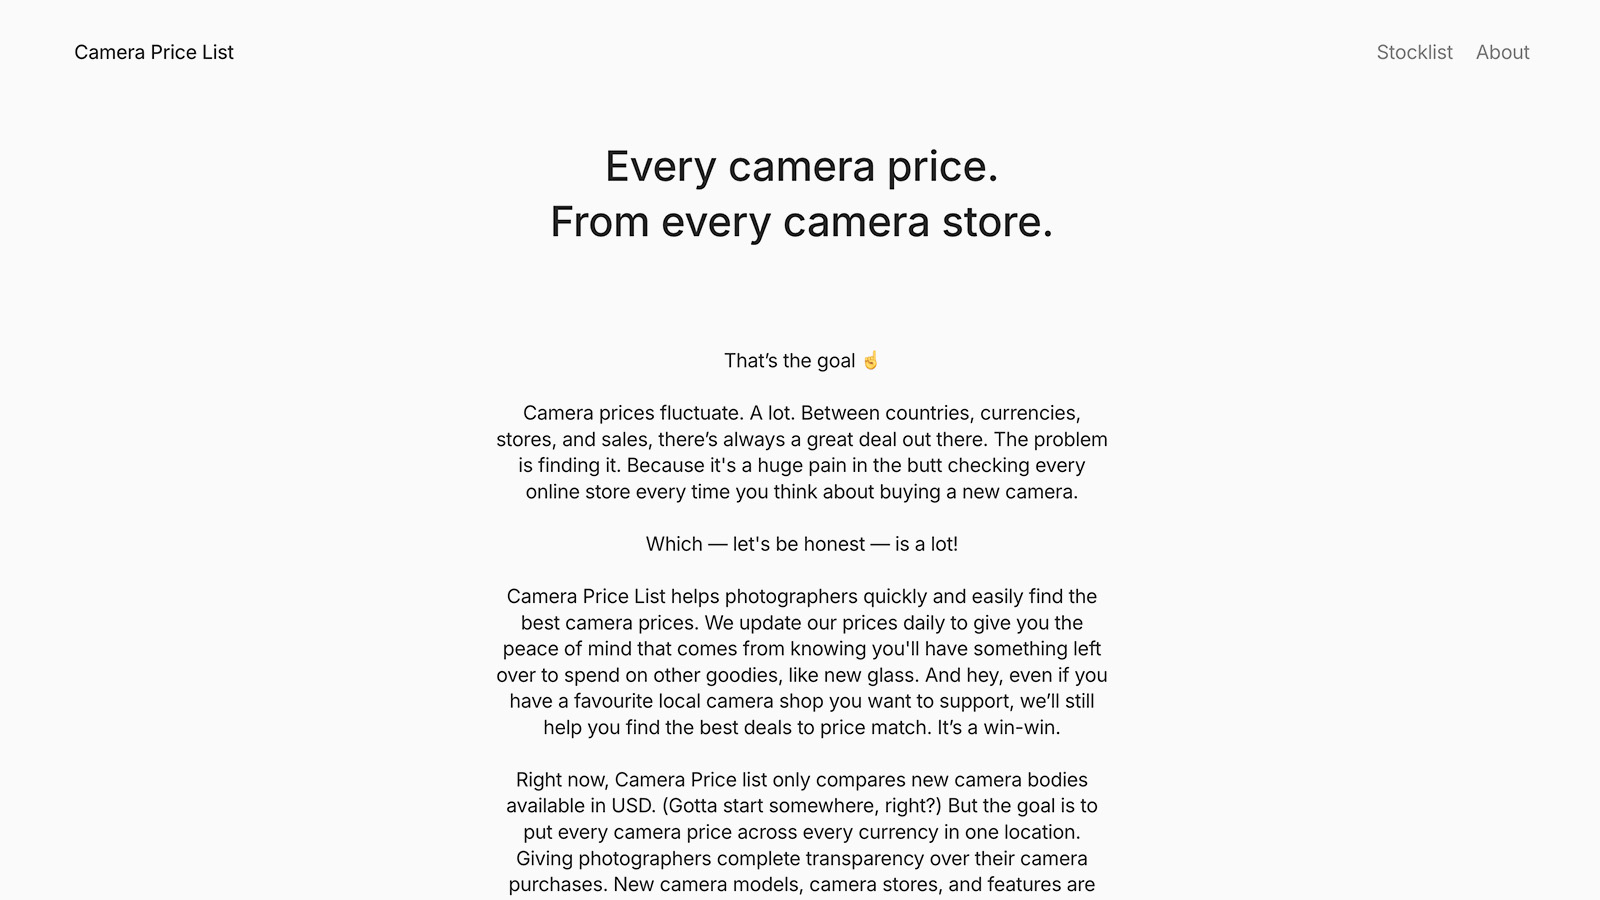 Camera Price List
Stocklist
About
Every camera price.
From every camera store.
That’s the goal ☝️
Camera prices fluctuate. A lot. Between countries, currencies,
stores, and sales, there’s always a great deal out there. The problem
is finding it. Because it's a huge pain in the butt checking every
online store every time you think about buying a new camera.
Which — let's be honest — is a lot!
Camera Price List helps photographers quickly and easily find the
best camera prices. We update our prices daily to give you the
peace of mind that comes from knowing you'll have something left
over to spend on other goodies, like new glass. And hey, even if you
have a favourite local camera shop you want to support, we’ll still
help you find the best deals to price match. It’s a win-win.
Right now, Camera Price list only compares new camera bodies
available in USD. (Gotta start somewhere, right?) But the goal is to
put every camera price across every currency in one location.
Giving photographers complete transparency over their camera
purchases. New camera models, camera stores, and features are